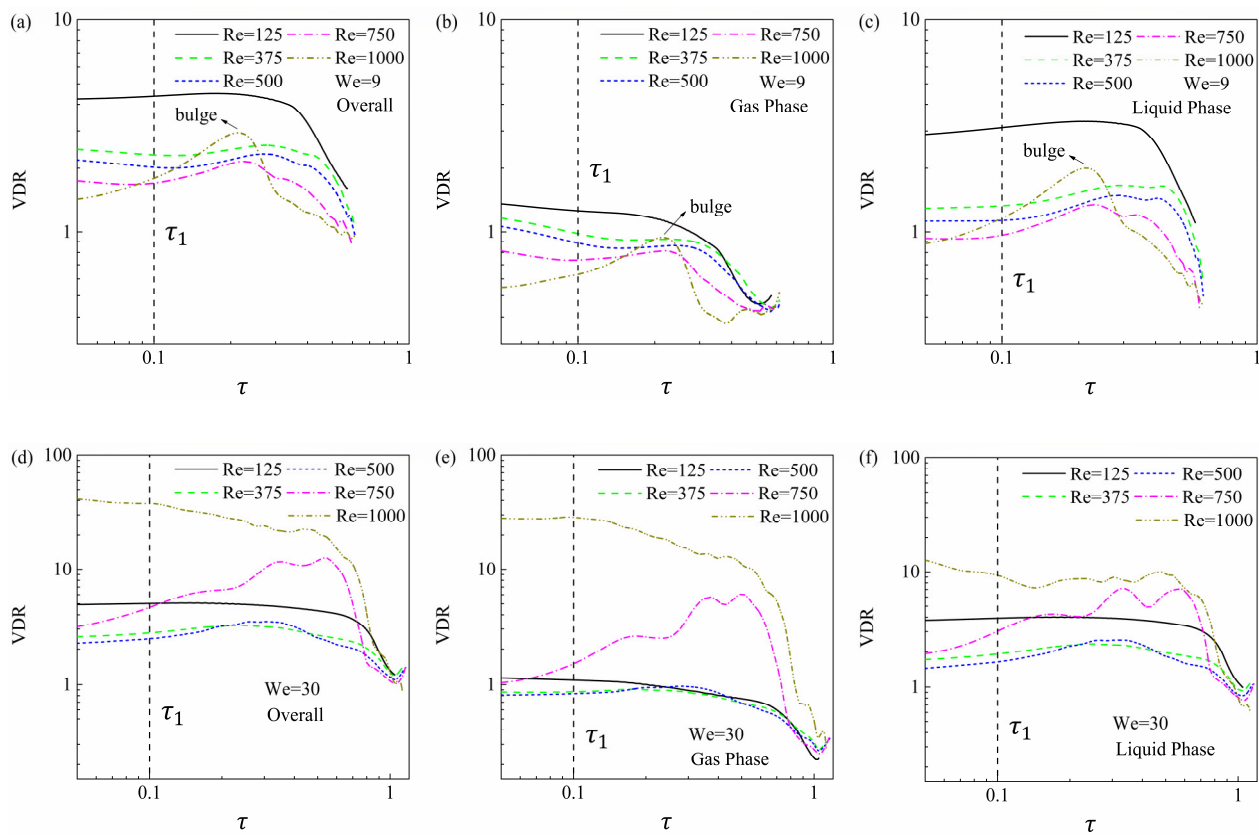 (a)
10
Re=125
Re=750
Re=375
Re=1000
Re=500
We=9
Overall
bulge
VDR
1
τ₁
0.1
1
τ
(b)
10
Re=125
Re=750
Re=375
Re=1000
Re=500
We=9
Gas Phase
τ₁
bulge
VDR
1
0.1
1
τ
(c)
10
Re=125
Re=750
Re=375
Re=1000
Re=500
We=9
Liquid Phase
bulge
VDR
1
τ₁
0.1
1
τ
(d)
100
Re=125
Re=500
Re=375
Re=750
Re=1000
VDR
10
1
We=30
τ₁
Overall
0.1
1
τ
(e)
100
Re=125
Re=500
Re=375
Re=750
Re=1000
VDR
10
1
τ₁
We=30
Gas Phase
0.1
1
τ
(f)
100
Re=125
Re=500
Re=375
Re=750
Re=1000
VDR
10
1
τ₁
We=30
Liquid Phase
0.1
1
τ